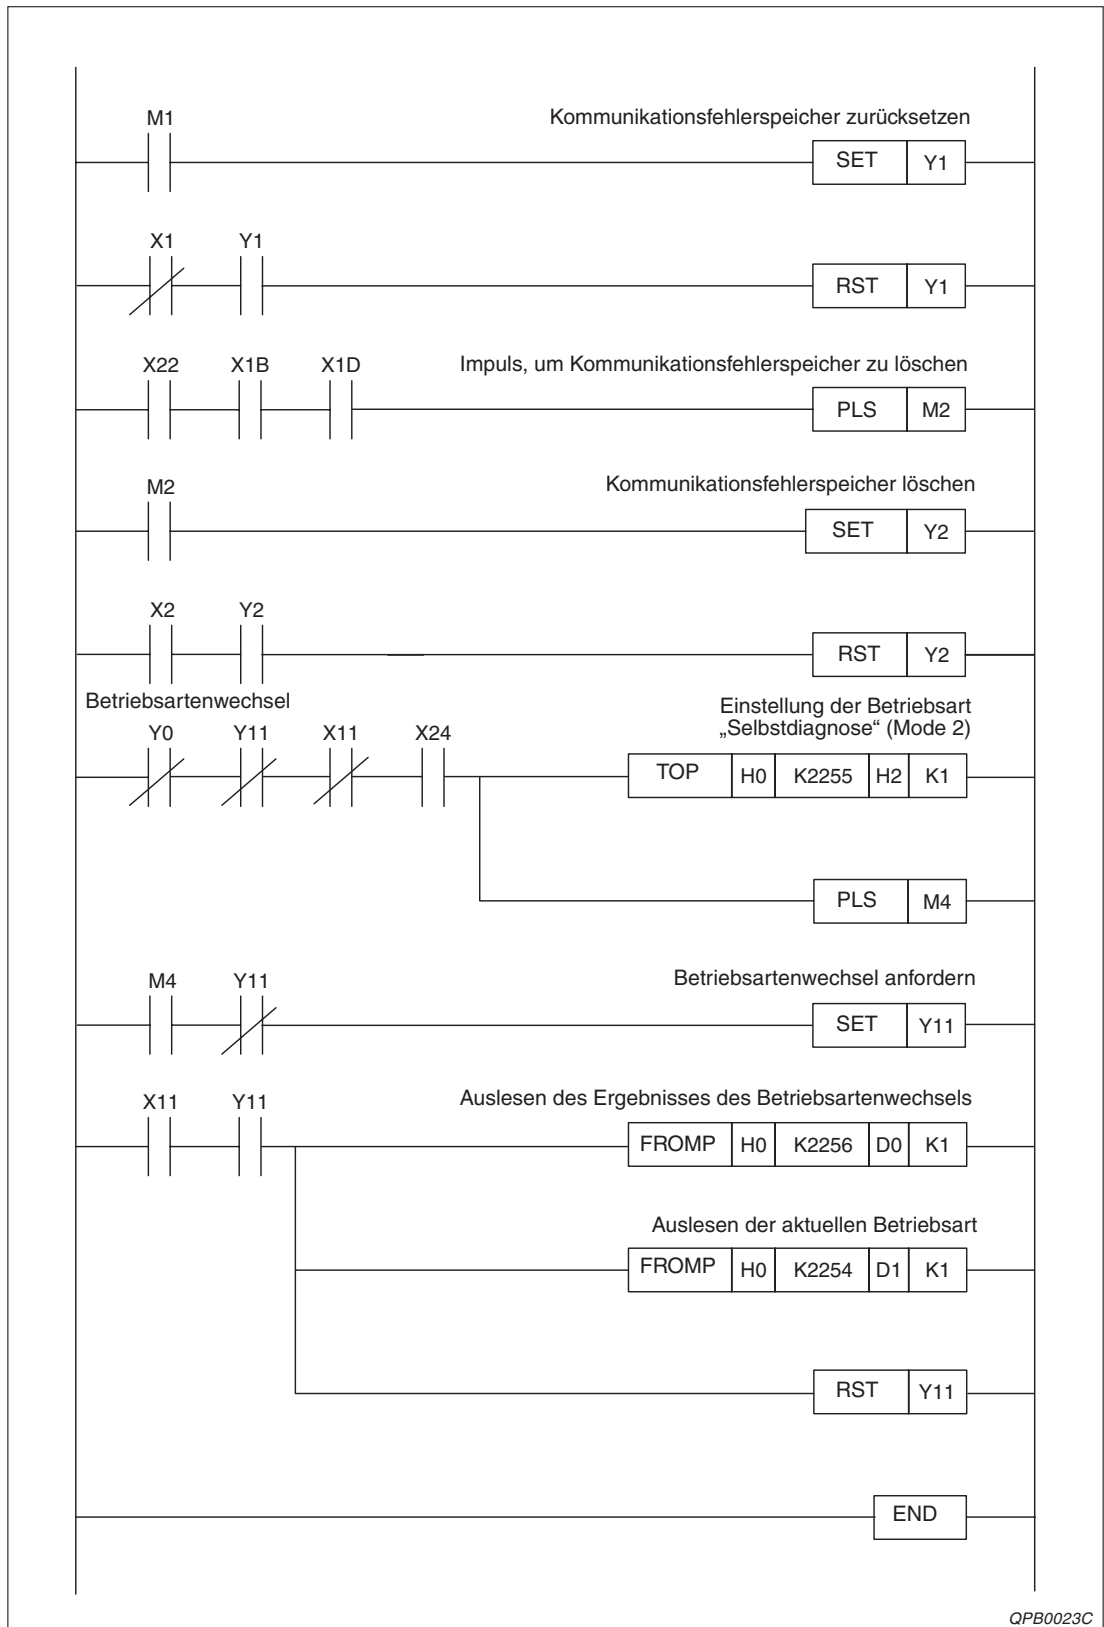 M1
Kommunikationsfehlerspeicher zurücksetzen
SET Y1
X1 Y1
RST Y1
X22 X1B X1D
Impuls, um Kommunikationsfehlerspeicher zu löschen
PLS M2
M2
Kommunikationsfehlerspeicher löschen
SET Y2
X2 Y2
RST Y2
Betriebsartenwechsel
Einstellung der Betriebsart
„Selbstdiagnose“ (Mode 2)
Y0 Y11 X11 X24
TOP H0 K2255 H2 K1
PLS M4
M4 Y11
Betriebsartenwechsel anfordern
SET Y11
X11 Y11
Auslesen des Ergebnisses des Betriebsartenwechsels
FROMP H0 K2256 D0 K1
Auslesen der aktuellen Betriebsart
FROMP H0 K2254 D1 K1
RST Y11
END
QPB0023C